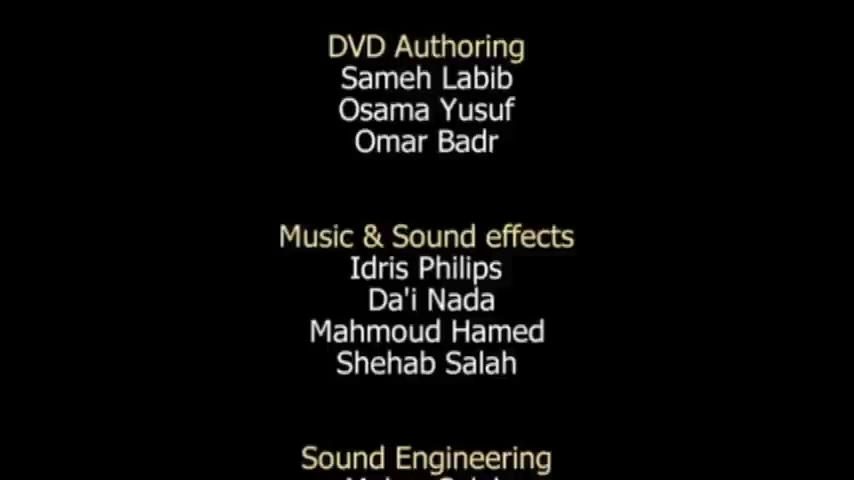 DVD Authoring
Sameh Labib
Osama Yusuf
Omar Badr
Music & Sound effects
Idris Philips
Da'i Nada
Mahmoud Hamed
Shehab Salah
Sound Engineering